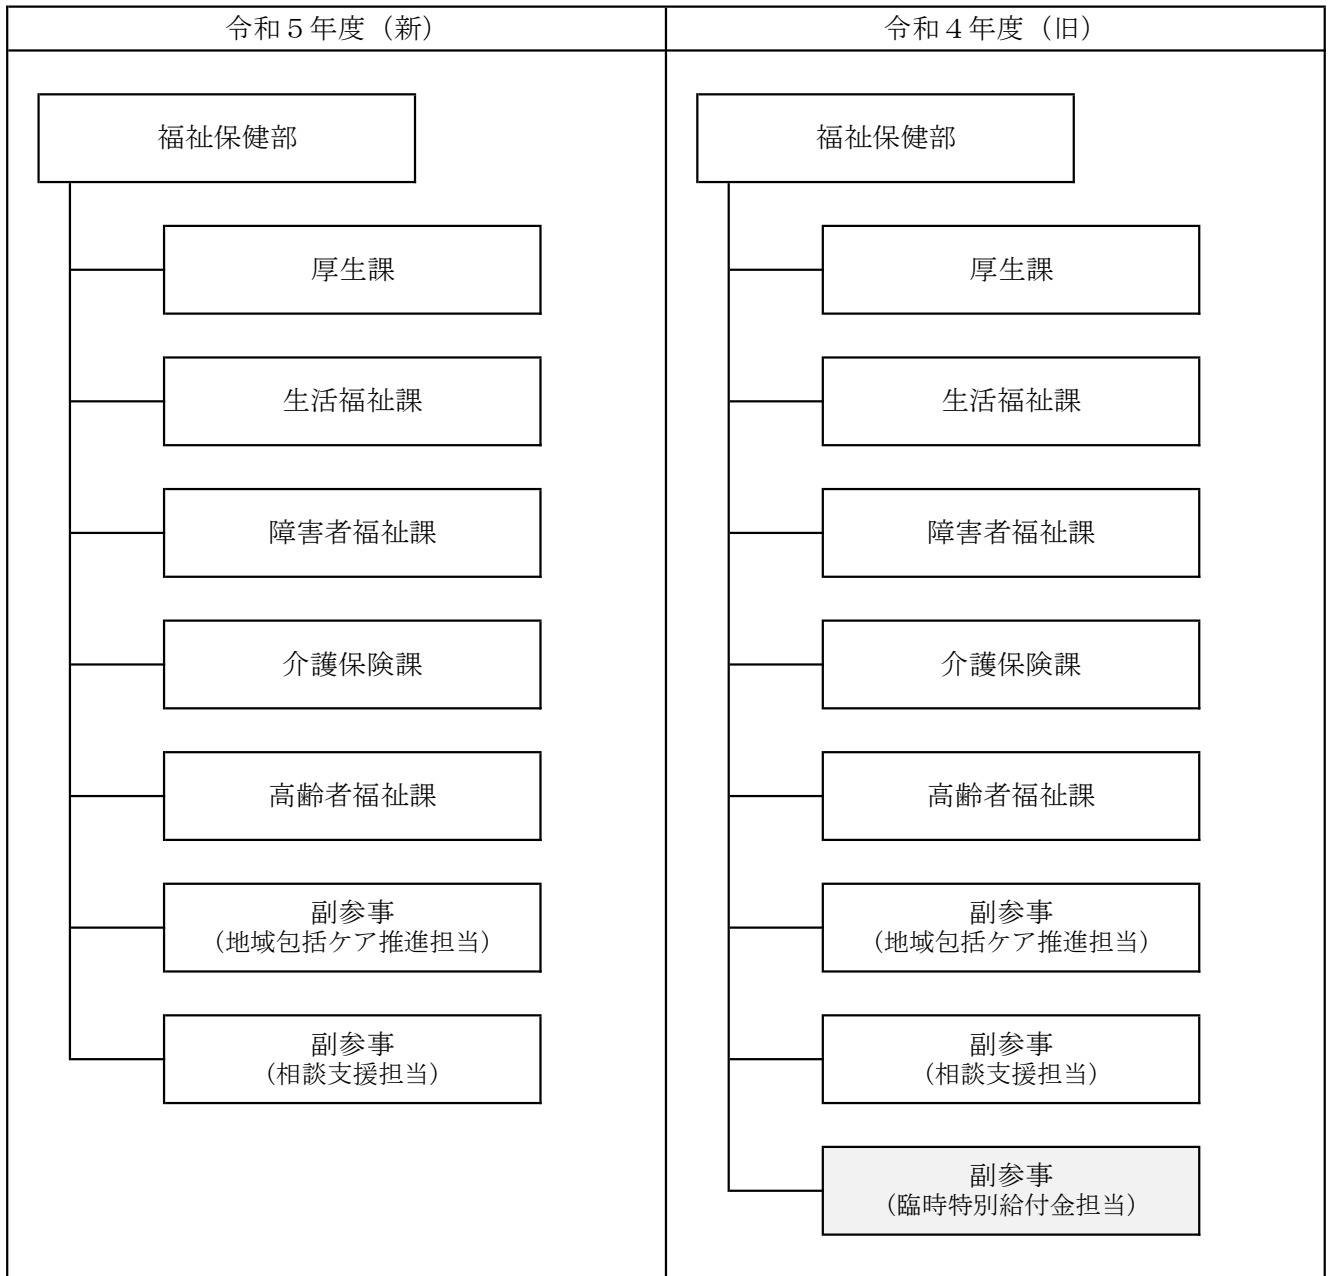 令和５年度（新）
福祉保健部
厚生課
生活福祉課
障害者福祉課
介護保険課
高齢者福祉課
副参事
（地域包括ケア推進担当）
副参事
（相談支援担当）
令和４年度（旧）
福祉保健部
厚生課
生活福祉課
障害者福祉課
介護保険課
高齢者福祉課
副参事
（地域包括ケア推進担当）
副参事
（相談支援担当）
副参事
（臨時特別給付金担当）